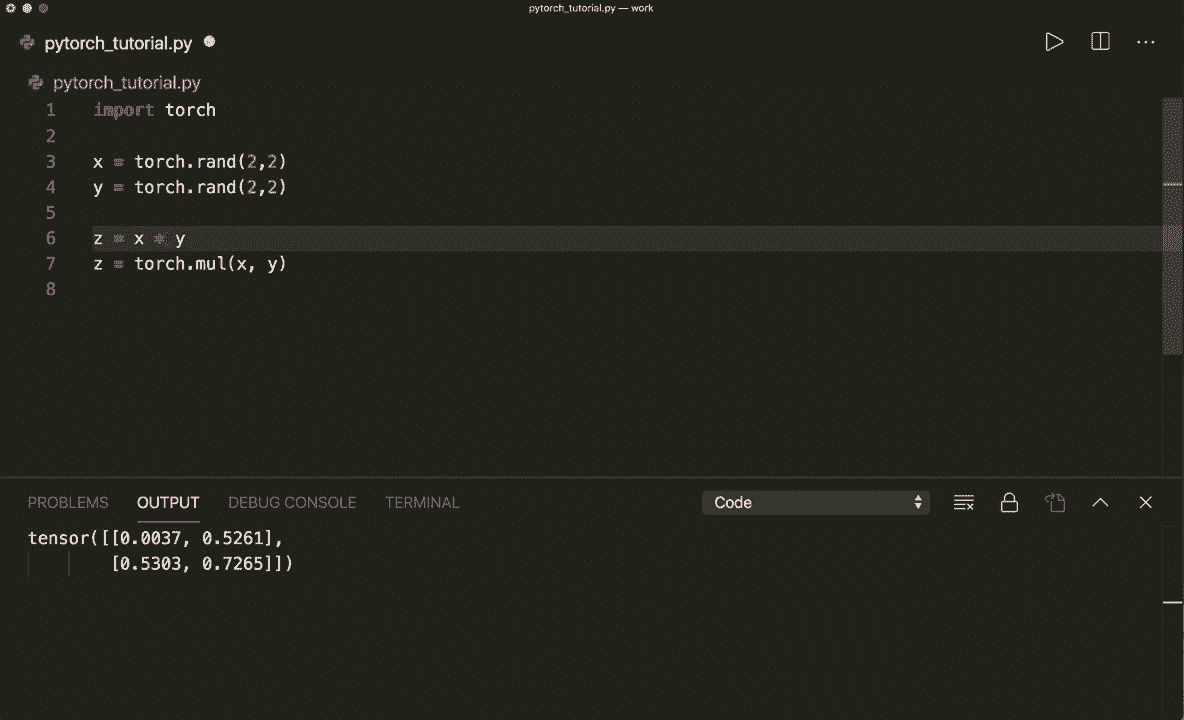 pytorch_tutorial.py — work
pytorch_tutorial.py
pytorch_tutorial.py
1 import torch
2
3 x = torch.rand(2,2)
4 y = torch.rand(2,2)
5
6 z = x * y
7 z = torch.mul(x, y)
8
PROBLEMS OUTPUT DEBUG CONSOLE TERMINAL Code
tensor([[0.0037, 0.5261],
[0.5303, 0.7265]])